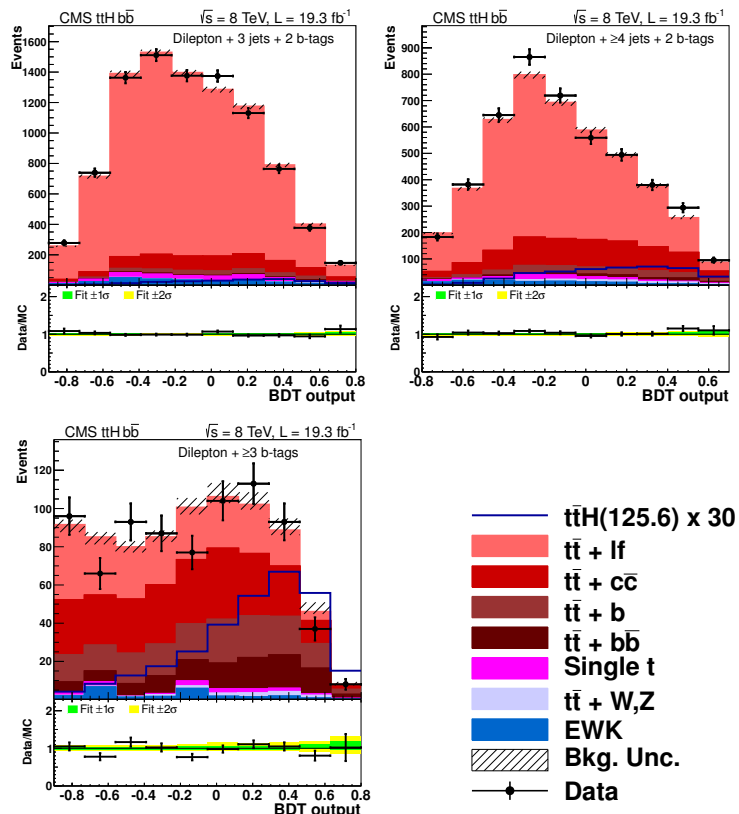 CMS ttH bb̅
√s = 8 TeV, L = 19.3 fb⁻¹
Dilepton + 3 jets + 2 b-tags
Events
1600
1400
1200
1000
800
600
400
200
Fit ±1σ
Fit ±2σ
Data/MC
2
1
0
-0.8 -0.6 -0.4 -0.2 0 0.2 0.4 0.6 0.8
BDT output
CMS ttH bb̅
√s = 8 TeV, L = 19.3 fb⁻¹
Dilepton + ≥4 jets + 2 b-tags
Events
900
800
700
600
500
400
300
200
100
Fit ±1σ
Fit ±2σ
Data/MC
2
1
0
-0.8 -0.6 -0.4 -0.2 0 0.2 0.4 0.6
BDT output
CMS ttH bb̅
√s = 8 TeV, L = 19.3 fb⁻¹
Dilepton + ≥3 b-tags
Events
120
100
80
60
40
20
Fit ±1σ
Fit ±2σ
Data/MC
2
1
0
-0.8 -0.6 -0.4 -0.2 0 0.2 0.4 0.6 0.8
BDT output
tt̅H(125.6) x 30
tt̅ + lf
tt̅ + cc̅
tt̅ + b
tt̅ + bb̅
Single t
tt̅ + W,Z
EWK
Bkg. Unc.
Data